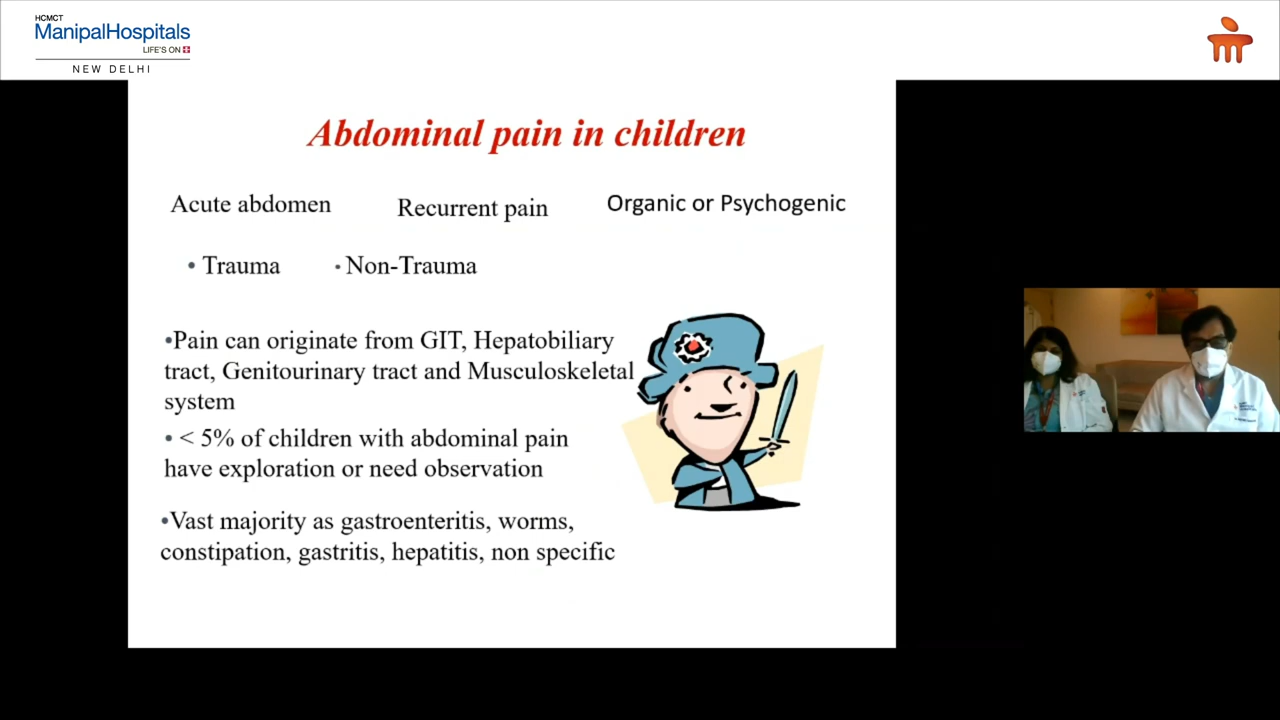 HCMCT
ManipalHospitals
LIFE'S ON
NEW DELHI
Abdominal pain in children
Acute abdomen
Recurrent pain
Organic or Psychogenic
• Trauma
• Non-Trauma
•Pain can originate from GIT, Hepatobiliary
tract, Genitourinary tract and Musculoskeletal
system
• < 5% of children with abdominal pain
have exploration or need observation
•Vast majority as gastroenteritis, worms,
constipation, gastritis, hepatitis, non specific